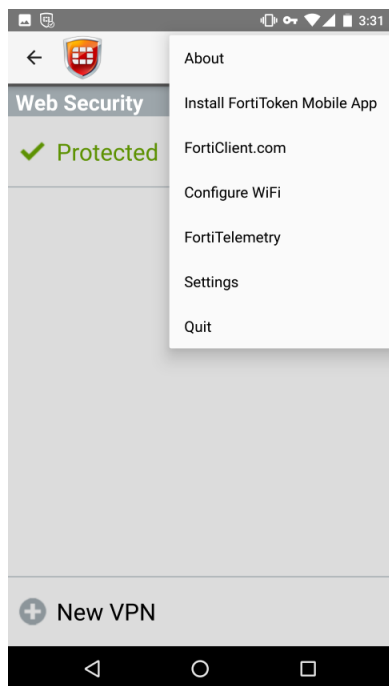 3:31
About
Web Security
Install FortiToken Mobile App
Protected
FortiClient.com
Configure WiFi
FortiTelemetry
Settings
Quit
New VPN